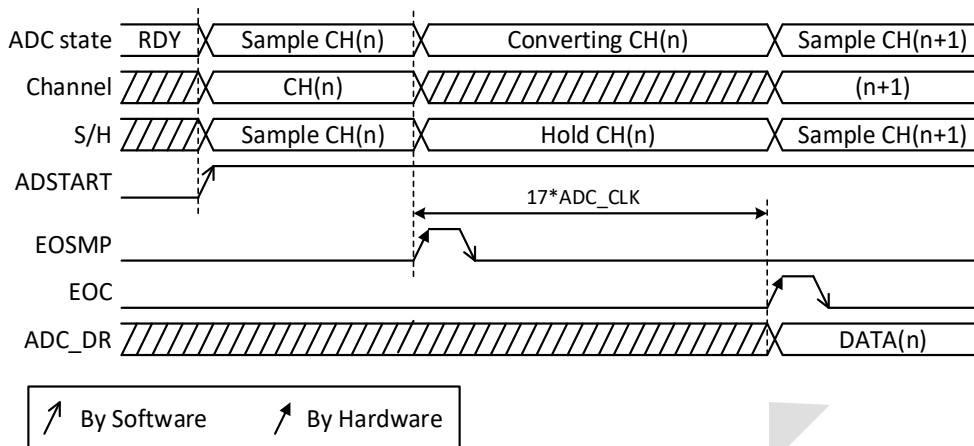 ADC state RDY Sample CH(n) Converting CH(n) Sample CH(n+1)
Channel CH(n) (n+1)
S/H Sample CH(n) Hold CH(n) Sample CH(n+1)
ADSTART
17*ADC_CLK
EOSMP
EOC
ADC_DR DATA(n)
By Software By Hardware